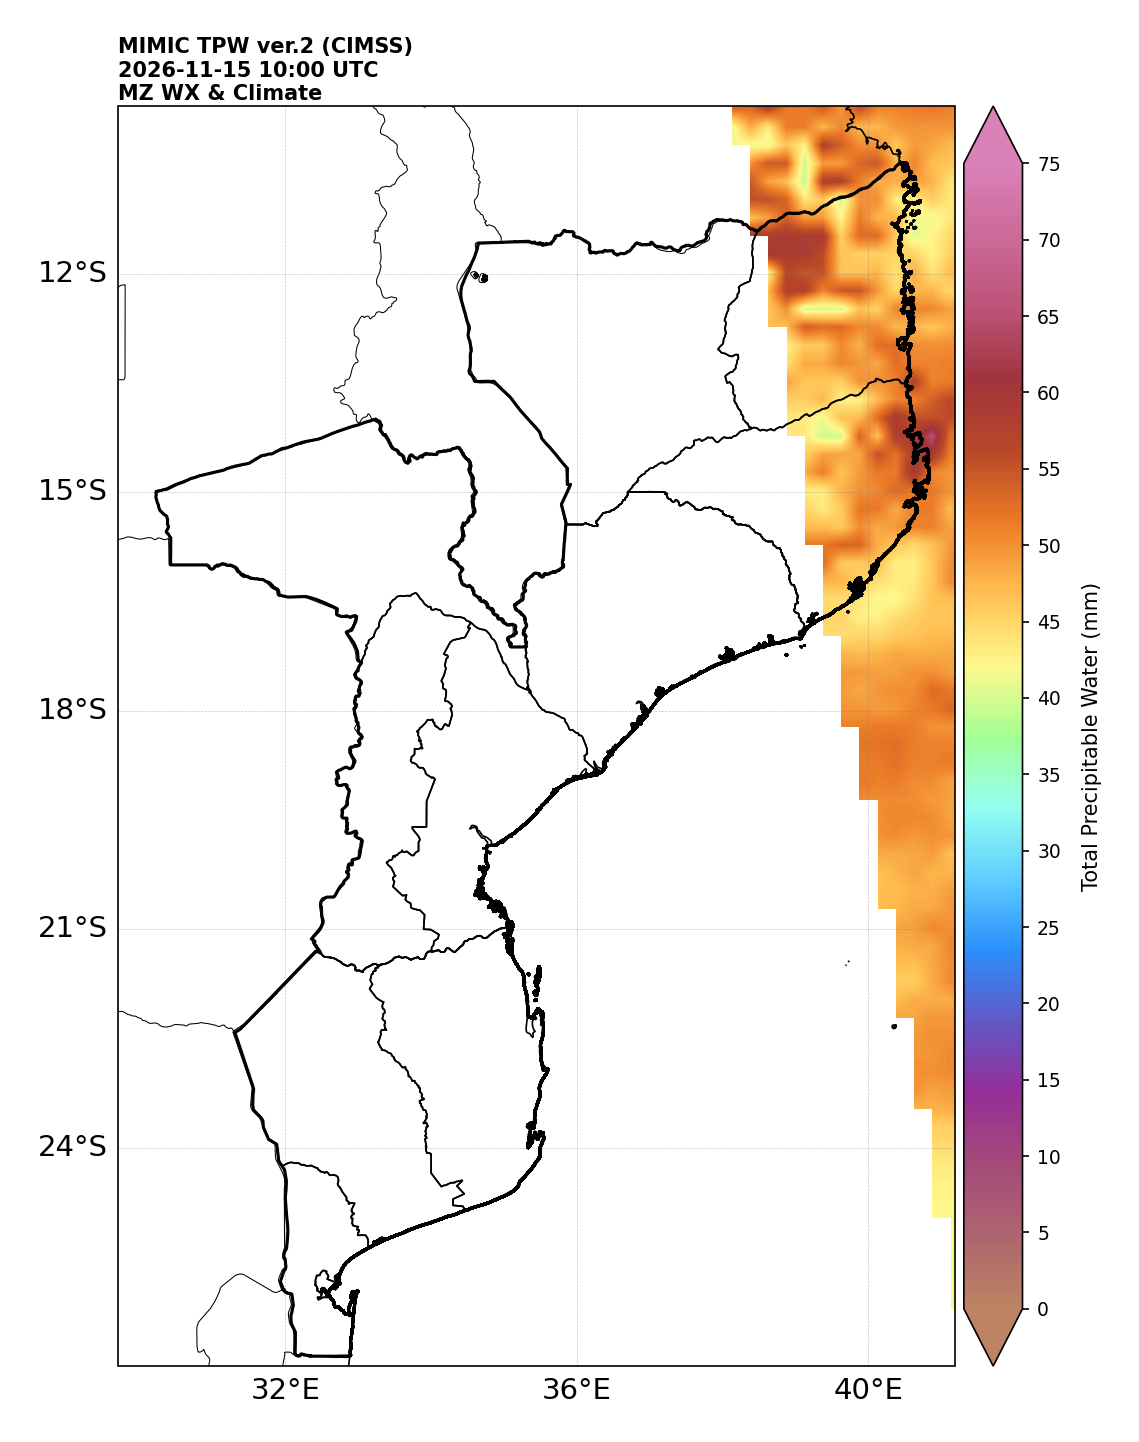 MIMIC TPW ver.2 (CIMSS)
2026-11-15 10:00 UTC
MZ WX & Climate
12°S
15°S
18°S
21°S
24°S
32°E
36°E
40°E
75
70
65
60
55
50
45
40
35
30
25
20
15
10
5
0
Total Precipitable Water (mm)